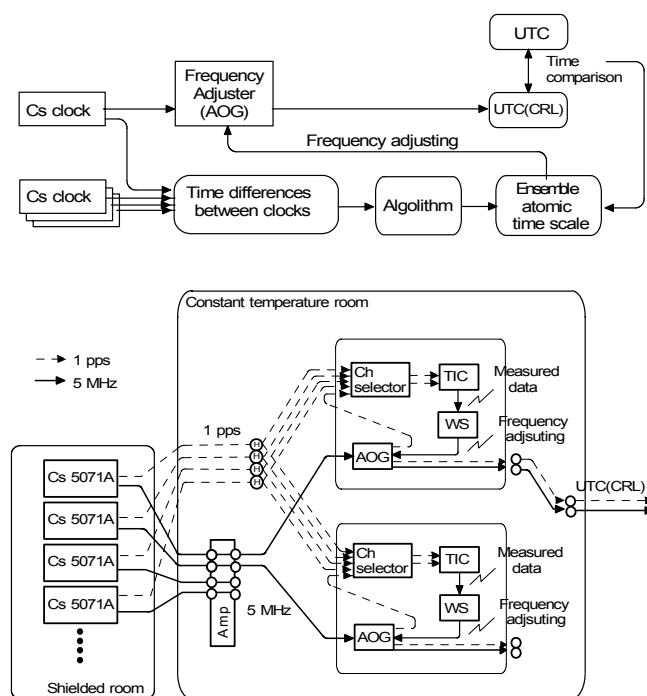 UTC
Time
comparison
Frequency
Adjuster
(AOG)
Cs clock
UTC(CRL)
Frequency adjusting
Cs clock
Time differences
between clocks
Algolithm
Ensemble
atomic
time scale
Constant temperature room
1 pps
5 MHz
Ch
selector
TIC
Measured
data
1 pps
WS
Frequency
adjsuting
H
H
H
H
AOG
Cs 5071A
UTC(CRL)
Cs 5071A
Cs 5071A
Cs 5071A
Ch
selector
TIC
Measured
data
Amp
5 MHz
WS
Frequency
adjsuting
AOG
Shielded room